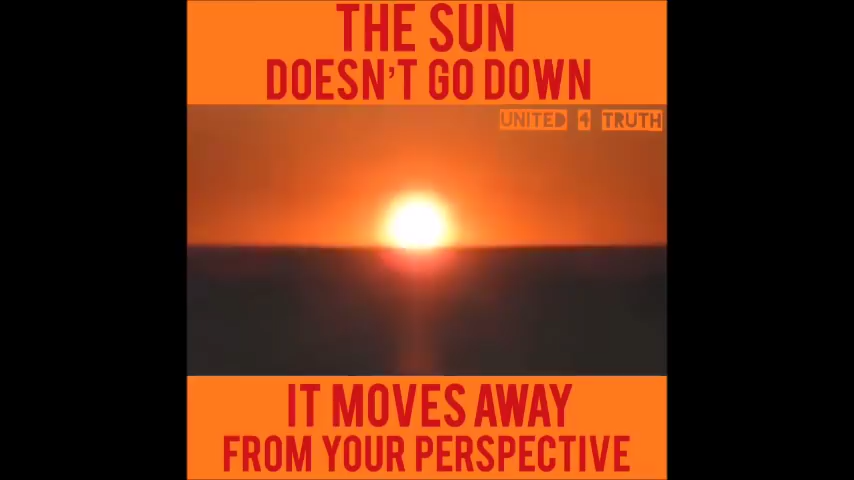 THE SUN
DOESN'T GO DOWN
UNITED 4 TRUTH
IT MOVES AWAY
FROM YOUR PERSPECTIVE